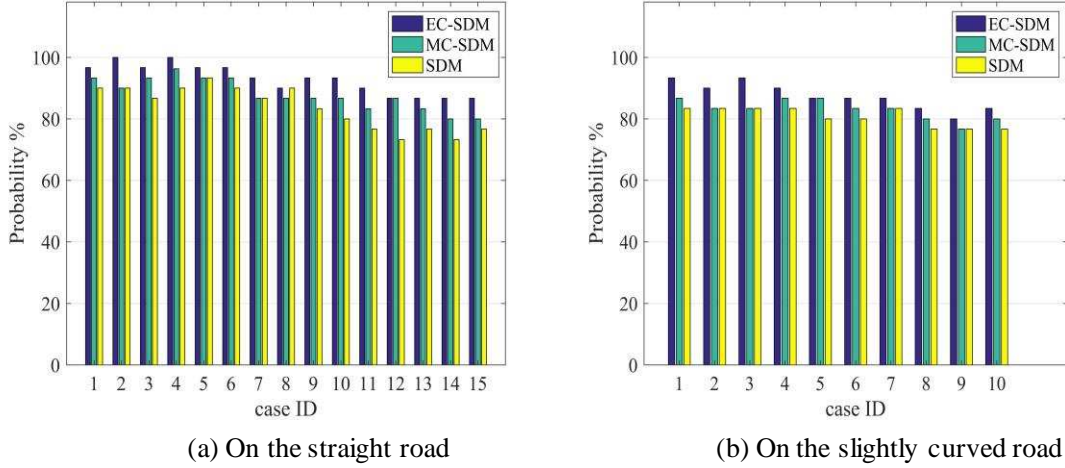 EC-SDM
MC-SDM
SDM
100
80
60
40
20
0
Probability %
1 2 3 4 5 6 7 8 9 10 11 12 13 14 15
case ID
(a) On the straight road
EC-SDM
MC-SDM
SDM
100
80
60
40
20
0
Probability %
1 2 3 4 5 6 7 8 9 10
case ID
(b) On the slightly curved road